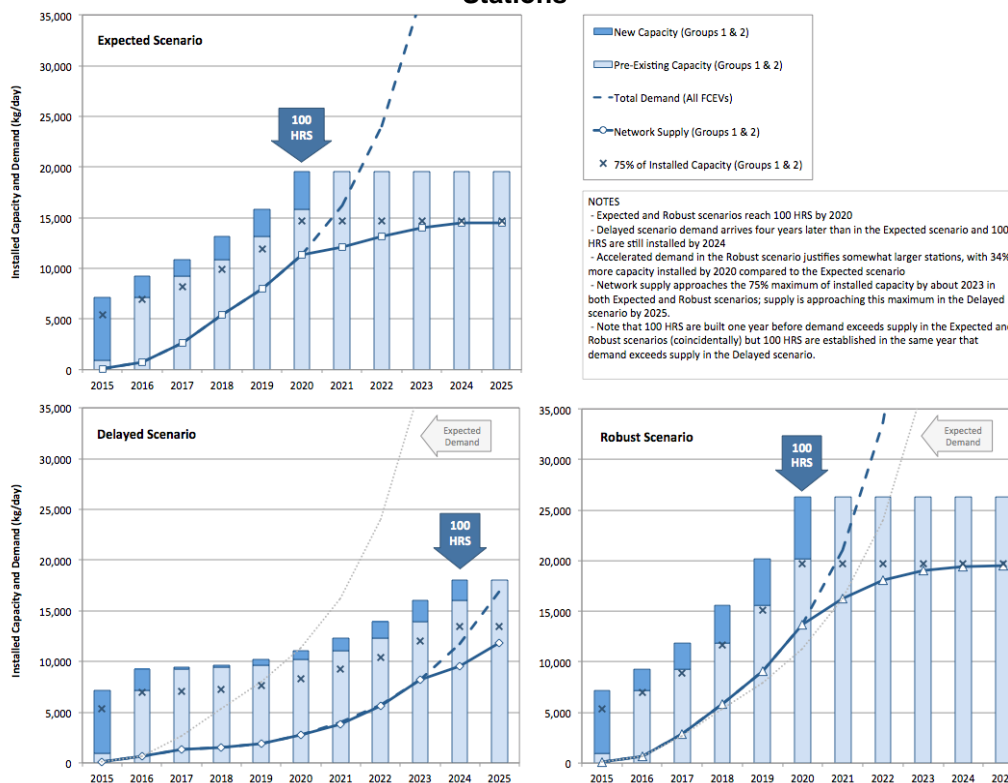 Stations
Installed Capacity and Demand (kg/day)
35,000
30,000
25,000
20,000
15,000
10,000
5,000
0
Expected Scenario
100
HRS
2015 2016 2017 2018 2019 2020 2021 2022 2023 2024 2025
New Capacity (Groups 1 & 2)
Pre-Existing Capacity (Groups 1 & 2)
Total Demand (All FCEVs)
Network Supply (Groups 1 & 2)
75% of Installed Capacity (Groups 1 & 2)
NOTES
- Expected and Robust scenarios reach 100 HRS by 2020
- Delayed scenario demand arrives four years later than in the Expected scenario and 100
HRS are still installed by 2024
- Accelerated demand in the Robust scenario justifies somewhat larger stations, with 34%
more capacity installed by 2020 compared to the Expected scenario
- Network supply approaches the 75% maximum of installed capacity by about 2023 in
both Expected and Robust scenarios; supply is approaching this maximum in the Delayed
scenario by 2025.
- Note that 100 HRS are built one year before demand exceeds supply in the Expected and
Robust scenarios (coincidentally) but 100 HRS are established in the same year that
demand exceeds supply in the Delayed scenario.
Installed Capacity and Demand (kg/day)
35,000
30,000
25,000
20,000
15,000
10,000
5,000
0
Delayed Scenario
Expected
Demand
100
HRS
2015 2016 2017 2018 2019 2020 2021 2022 2023 2024 2025
35,000
30,000
25,000
20,000
15,000
10,000
5,000
0
Robust Scenario
Expected
Demand
100
HRS
2015 2016 2017 2018 2019 2020 2021 2022 2023 2024